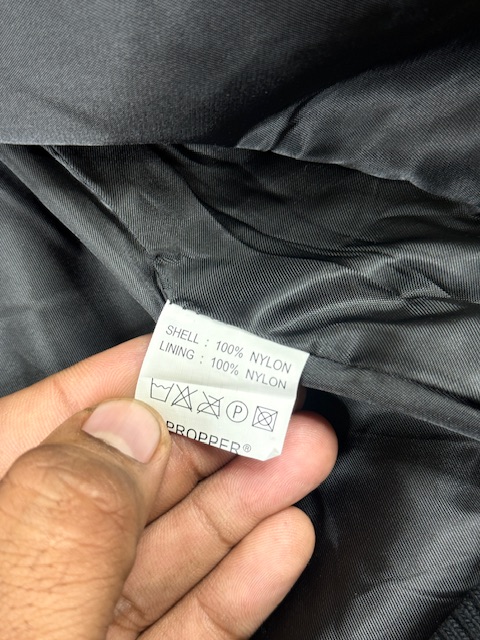 SHELL : 100% NYLON
LINING : 100% NYLON
P
PROPPER®